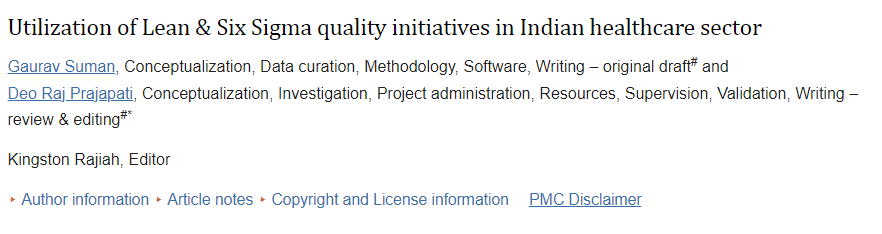 Utilization of Lean & Six Sigma quality initiatives in Indian healthcare sector
Gaurav Suman, Conceptualization, Data curation, Methodology, Software, Writing – original draft# and
Deo Raj Prajapati, Conceptualization, Investigation, Project administration, Resources, Supervision, Validation, Writing –
review & editing#*
Kingston Rajiah, Editor
▸ Author information ▸ Article notes ▸ Copyright and License information PMC Disclaimer